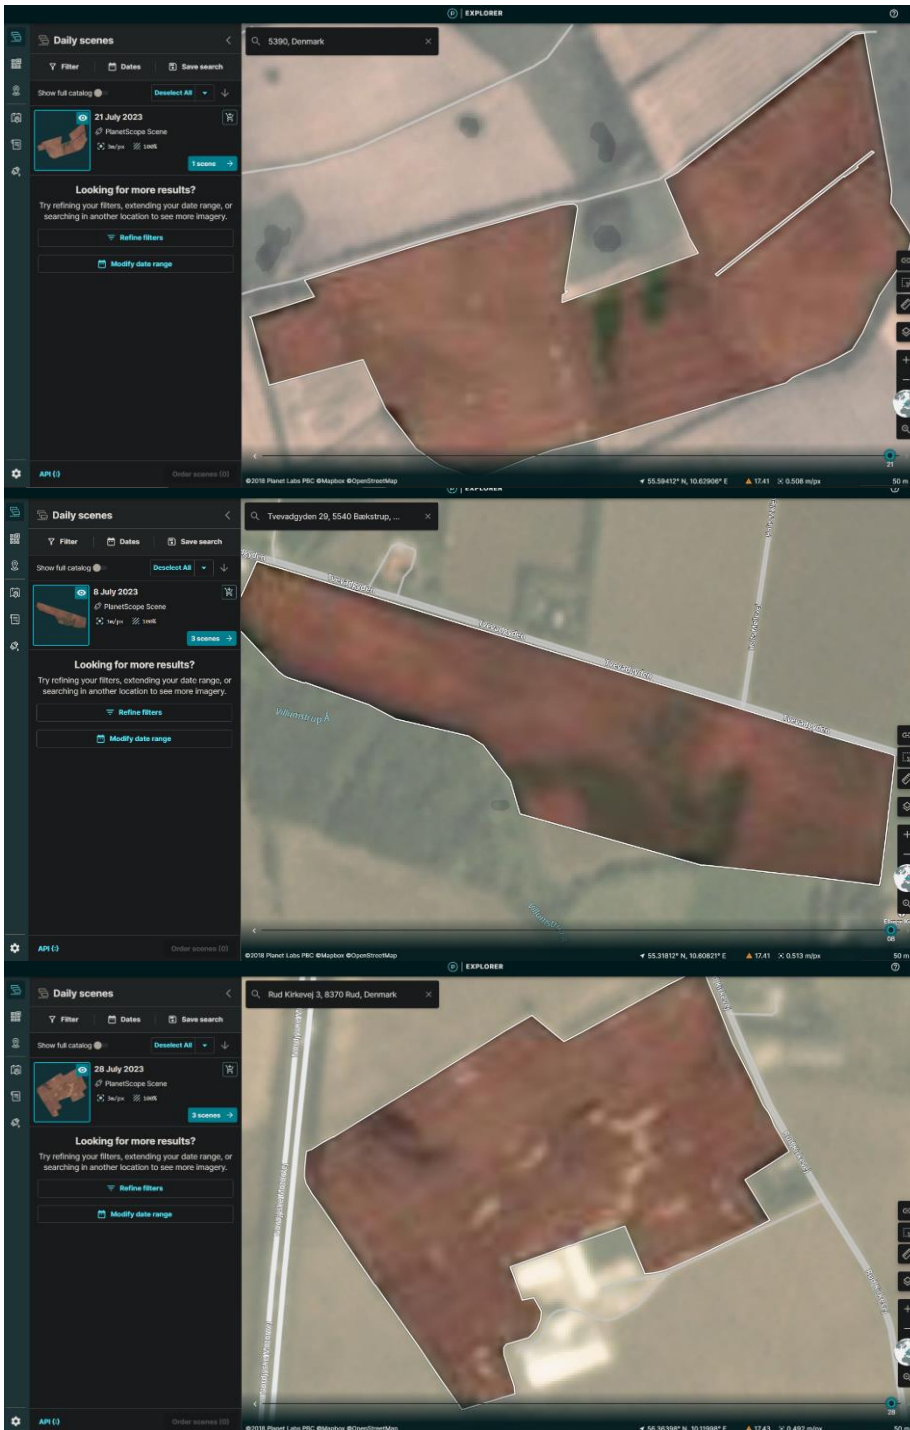 EXPLORER
Daily scenes
5390, Denmark
Filter
Dates
Save search
Show full catalog
Deselect All
21 July 2023
PlanetScope Scene
3m/px
100%
1 scene
Looking for more results?
Try refining your filters, extending your date range, or
searching in another location to see more imagery.
Refine filters
Modify date range
API
Order scenes (0)
21
©2018 Planet Labs PBC ©Mapbox ©OpenStreetMap
55.59412° N, 10.62906° E
17.41
0.508 m/px
50 m
EXPLORER
Daily scenes
Tvevadgyden 29, 5540 Bækstrup, ...
Filter
Dates
Save search
Show full catalog
Deselect All
8 July 2023
PlanetScope Scene
3m/px
100%
3 scenes
Looking for more results?
Try refining your filters, extending your date range, or
searching in another location to see more imagery.
Refine filters
Modify date range
Tvevadgyden
Tvevadgyden
Tvevadgyden
Tvevadgyden
Villumstrup Å
API
Order scenes (0)
08
©2018 Planet Labs PBC ©Mapbox ©OpenStreetMap
55.31812° N, 10.60821° E
17.41
0.513 m/px
50 m
EXPLORER
Daily scenes
Rud Kirkevej 3, 8370 Rud, Denmark
Filter
Dates
Save search
Show full catalog
Deselect All
28 July 2023
PlanetScope Scene
3m/px
100%
3 scenes
Looking for more results?
Try refining your filters, extending your date range, or
searching in another location to see more imagery.
Refine filters
Modify date range
API
Order scenes (0)
28
©2018 Planet Labs PBC ©Mapbox ©OpenStreetMap
56.36398° N, 10.11998° E
17.43
0.492 m/px
50 m